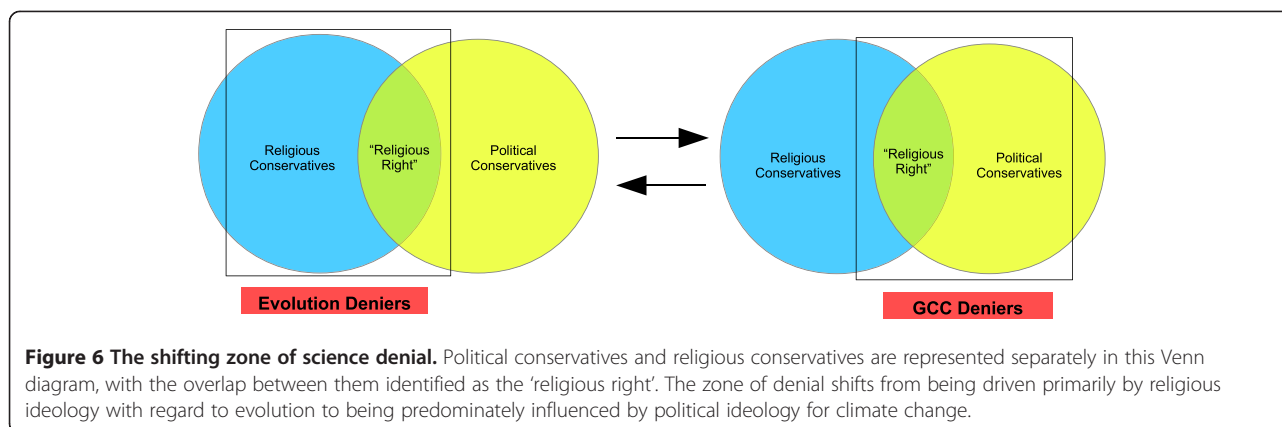 Religious
Conservatives
“Religious
Right”
Political
Conservatives
Evolution Deniers
Religious
Conservatives
“Religious
Right”
Political
Conservatives
GCC Deniers
Figure 6 The shifting zone of science denial. Political conservatives and religious conservatives are represented separately in this Venn
diagram, with the overlap between them identified as the ‘religious right’. The zone of denial shifts from being driven primarily by religious
ideology with regard to evolution to being predominately influenced by political ideology for climate change.